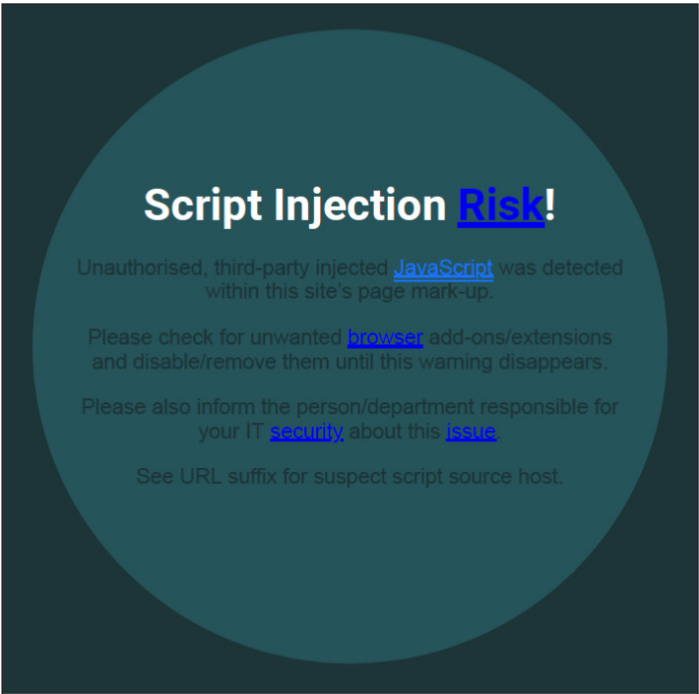 Script Injection Risk!
Unauthorised, third-party injected JavaScript was detected
within this site's page mark-up.
Please check for unwanted browser add-ons/extensions
and disable/remove them until this warning disappears.
Please also inform the person/department responsible for
your IT security about this issue.
See URL suffix for suspect script source host.